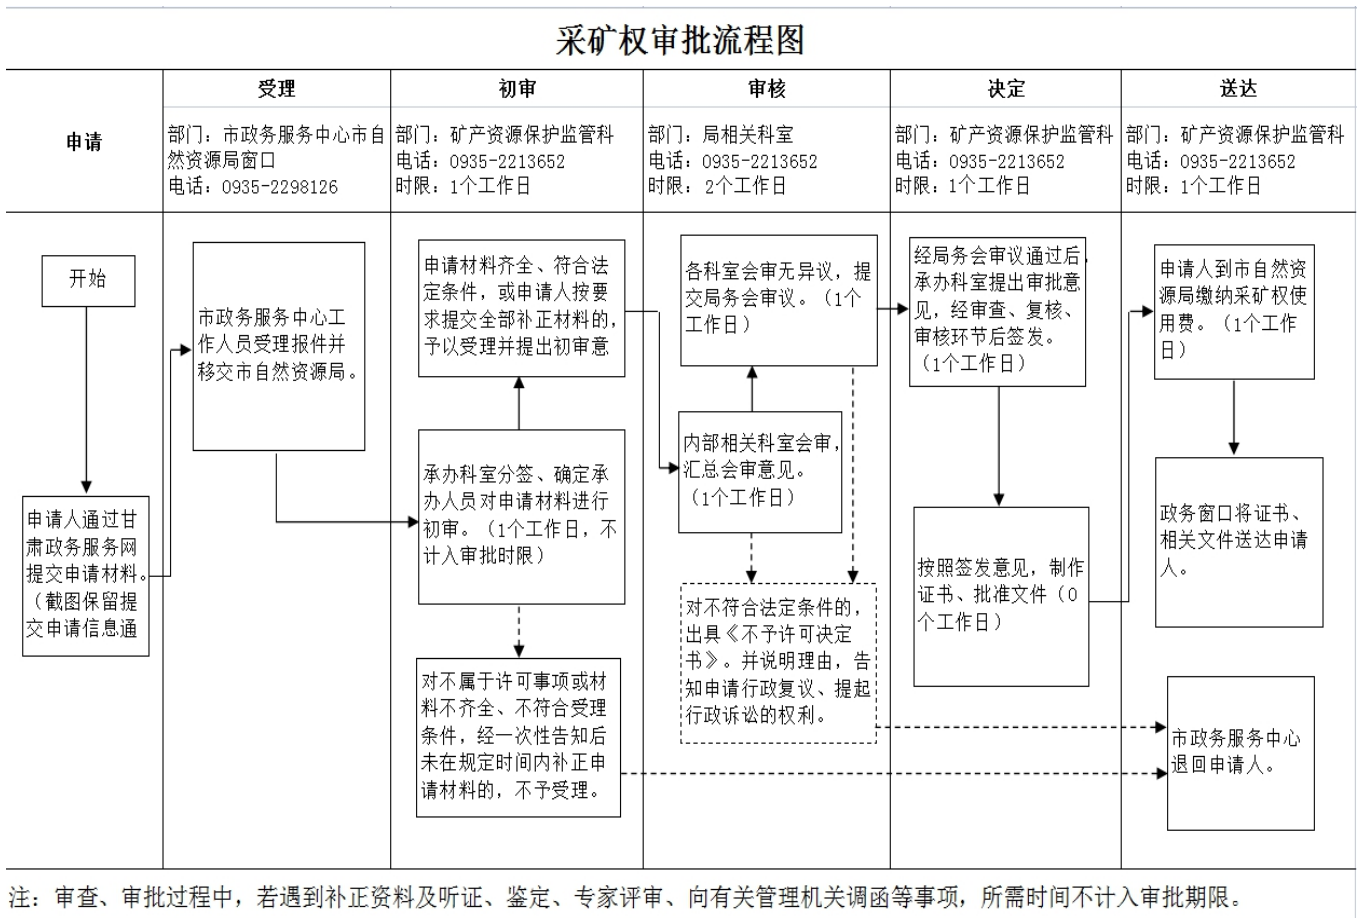 采矿权审批流程图
申请
受理
部门：市政务服务中心市自
然资源局窗口
电话：0935-2298126
初审
部门：矿产资源保护监管科
电话：0935-2213652
时限：1个工作日
审核
部门：局相关科室
电话：0935-2213652
时限：2个工作日
决定
部门：矿产资源保护监管科
电话：0935-2213652
时限：1个工作日
送达
部门：矿产资源保护监管科
电话：0935-2213652
时限：1个工作日
开始
申请人通过甘
肃政务服务网
提交申请材料。
（截图保留提
交申请信息通
市政务服务中心工
作人员受理报件并
移交市自然资源局。
申请材料齐全、符合法
定条件，或申请人按要
求提交全部补正材料的，
予以受理并提出初审意
承办科室分签、确定承
办人员对申请材料进行
初审。（1个工作日，不
计入审批时限）
对不属于许可事项或材
料不齐全、不符合受理
条件，经一次性告知后
未在规定时间内补正申
请材料的，不予受理。
各科室会审无异议，提
交局务会审议。（1个
工作日）
内部相关科室会审，
汇总会审意见。
（1个工作日）
对不符合法定条件的，
出具《不予许可决定
书》。并说明理由，告
知申请行政复议、提起
行政诉讼的权利。
经局务会审议通过后，
承办科室提出审批意
见，经审查、复核、
审核环节后签发。
（1个工作日）
按照签发意见，制作
证书、批准文件（0
个工作日）
申请人到市自然资
源局缴纳采矿权使
用费。（1个工作
日）
政务窗口将证书、
相关文件送达申请
人。
市政务服务中心
退回申请人。
注：审查、审批过程中，若遇到补正资料及听证、鉴定、专家评审、向有关管理机关调函等事项，所需时间不计入审批期限。